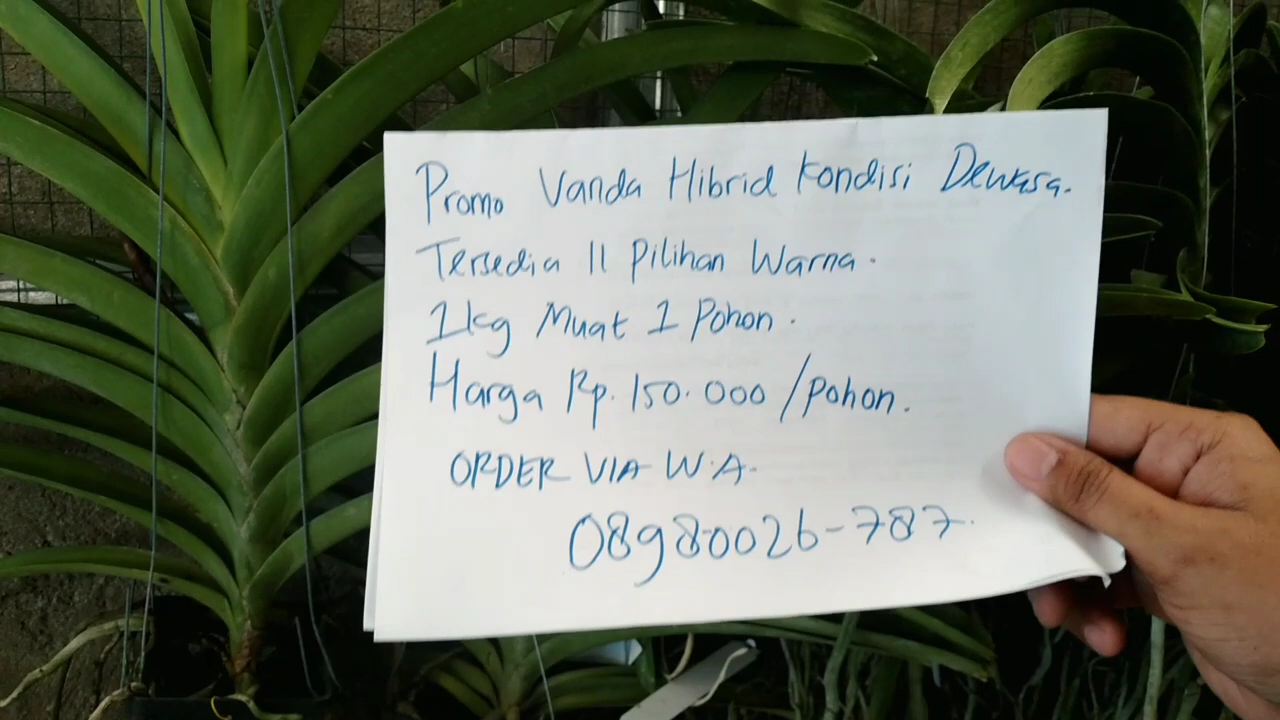 Promo Vanda Hibrid Kondisi Dewasa.
Tersedia 11 Pilihan Warna.
1kg Muat 1 Pohon.
Harga Rp. 150.000 /Pohon.
ORDER VIA W.A.
08980026-787.